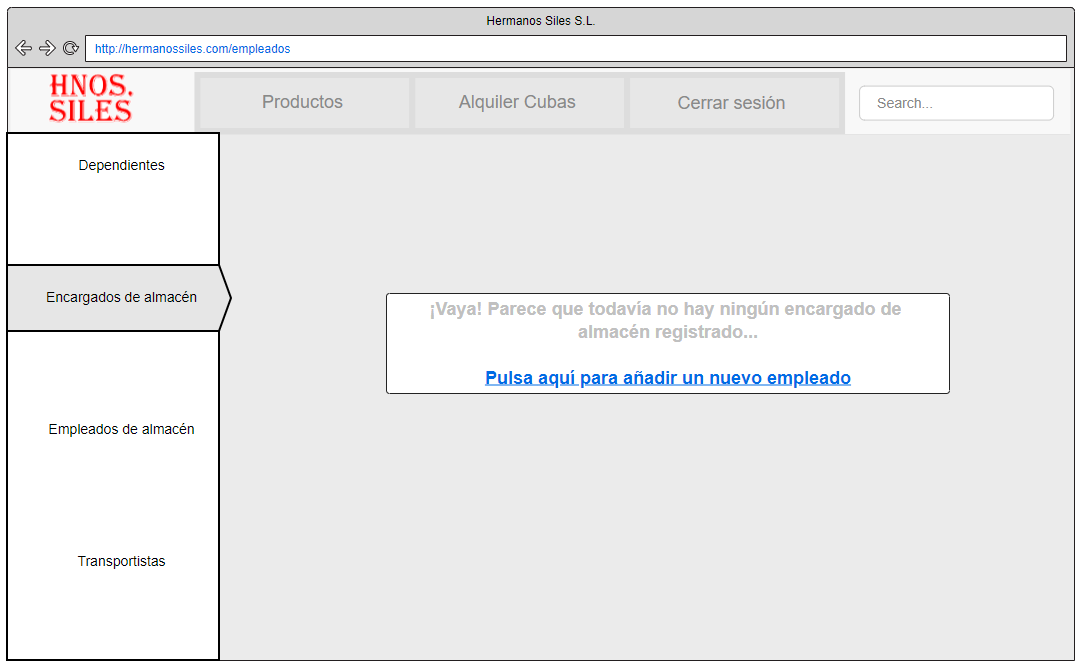 Hermanos Siles S.L.
http://hermanossiles.com/empleados
HNOS.
SILES
Productos
Alquiler Cubas
Cerrar sesión
Search...
Dependientes
Encargados de almacén
Empleados de almacén
Transportistas
¡Vaya! Parece que todavía no hay ningún encargado de
almacén registrado...
Pulsa aquí para añadir un nuevo empleado